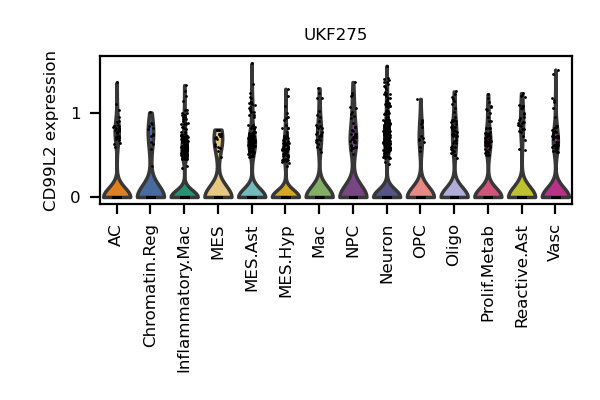 UKF275
CD99L2 expression
1
0
AC
Chromatin.Reg
Inflammatory.Mac
MES
MES.Ast
MES.Hyp
Mac
NPC
Neuron
OPC
Oligo
Prolif.Metab
Reactive.Ast
Vasc